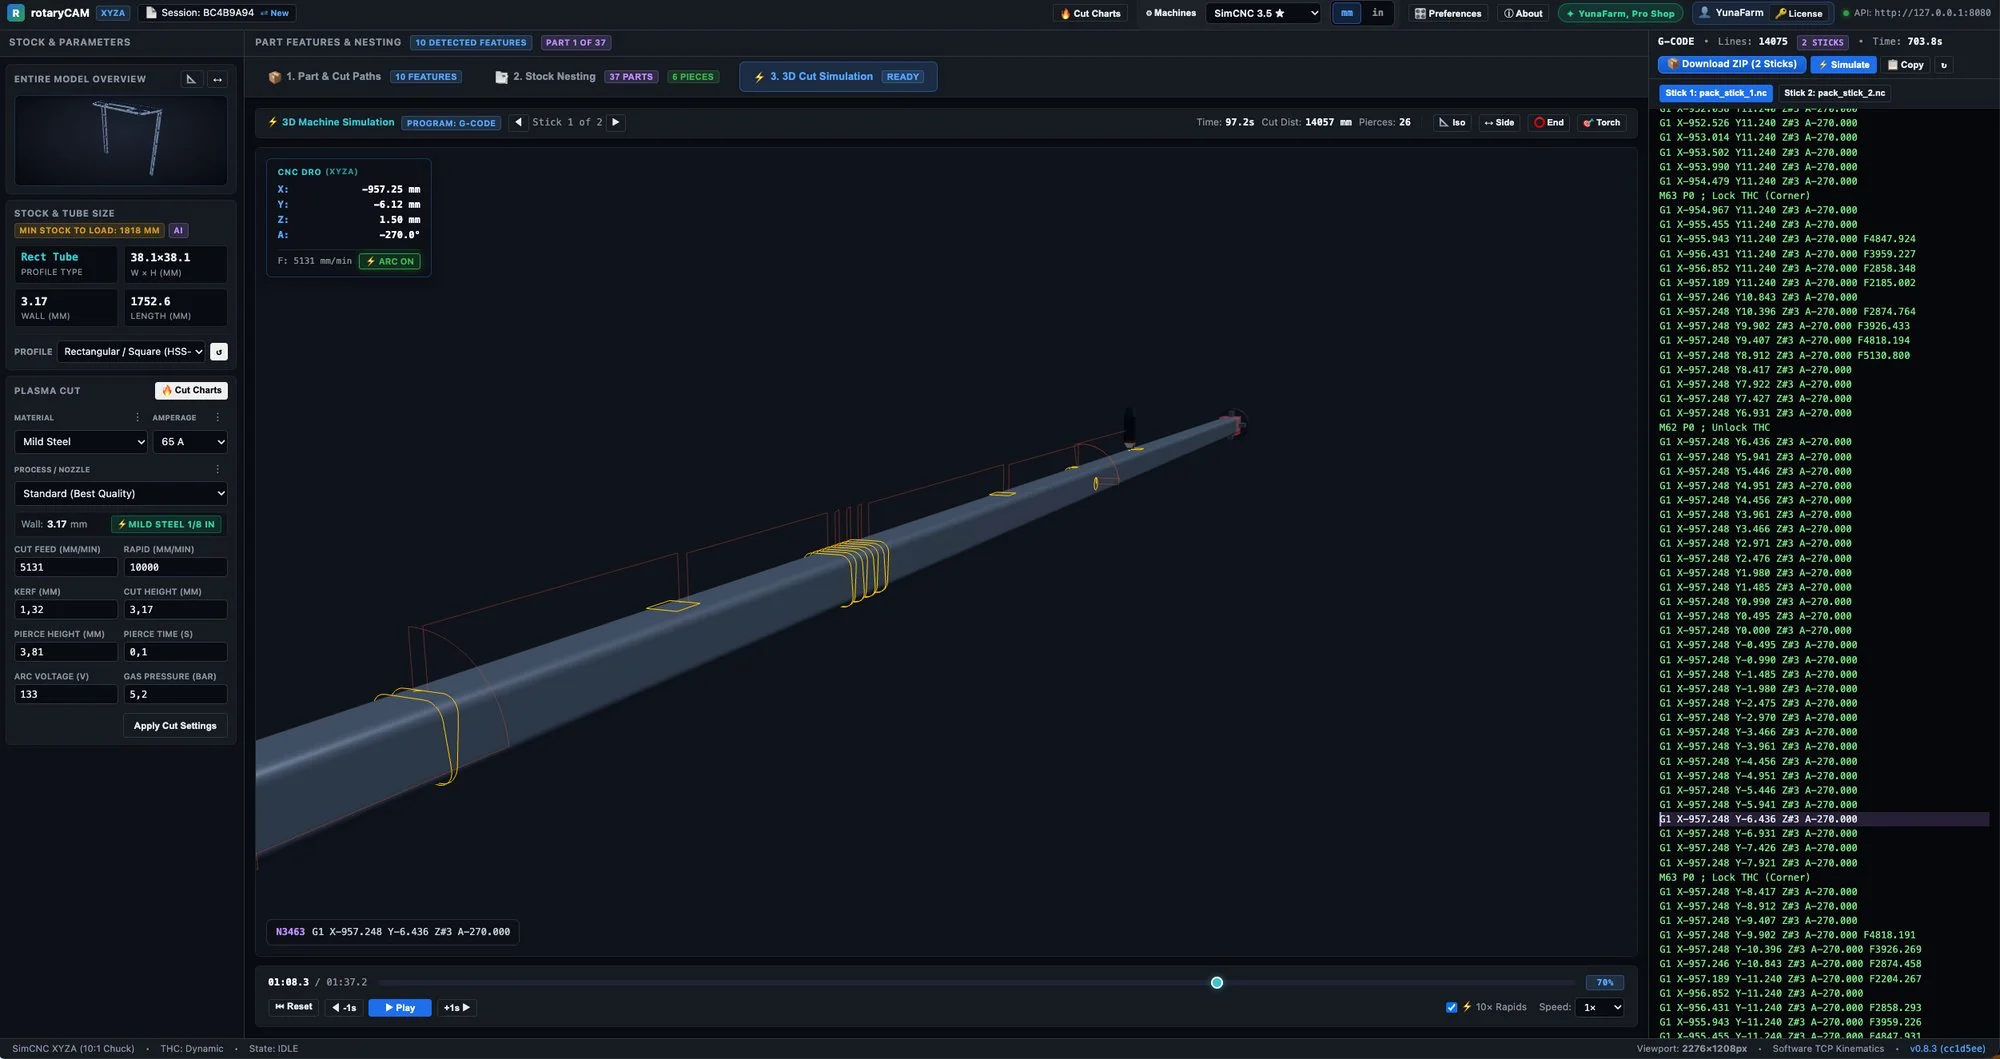 R rotaryCAM XYZA Session: BC4B9A94 ⇄ New Cut Charts Machines SimCNC 3.5 ★ mm in Preferences About YunaFarm, Pro Shop YunaFarm License API: http://127.0.0.1:8080
STOCK & PARAMETERS
PART FEATURES & NESTING 10 DETECTED FEATURES PART 1 OF 37
G-CODE • Lines: 14075 2 STICKS • Time: 703.8s
Download ZIP (2 Sticks) Simulate Copy
Stick 1: pack_stick_1.nc Stick 2: pack_stick_2.nc
ENTIRE MODEL OVERVIEW
STOCK & TUBE SIZE
MIN STOCK TO LOAD: 1818 MM AI
Rect Tube
PROFILE TYPE
38.1×38.1
W × H (MM)
3.17
WALL (MM)
1752.6
LENGTH (MM)
PROFILE Rectangular / Square (HSS-
PLASMA CUT Cut Charts
MATERIAL AMPERAGE
Mild Steel 65 A
PROCESS / NOZZLE
Standard (Best Quality)
Wall: 3.17 mm MILD STEEL 1/8 IN
CUT FEED (MM/MIN) RAPID (MM/MIN)
5131 10000
KERF (MM) CUT HEIGHT (MM)
1,32 3,17
PIERCE HEIGHT (MM) PIERCE TIME (S)
3,81 0,1
ARC VOLTAGE (V) GAS PRESSURE (BAR)
133 5,2
Apply Cut Settings
1. Part & Cut Paths 10 FEATURES 2. Stock Nesting 37 PARTS 6 PIECES 3. 3D Cut Simulation READY
3D Machine Simulation PROGRAM: G-CODE Stick 1 of 2 Time: 97.2s Cut Dist: 14057 mm Pierces: 26 Iso Side End Torch
CNC DRO (XYZA)
X: -957.25 mm
Y: -6.12 mm
Z: 1.50 mm
A: -270.0°
F: 5131 mm/min ARC ON
N3463 G1 X-957.248 Y-6.436 Z#3 A-270.000
01:08.3 / 01:37.2 70%
Reset -1s Play +1s 10× Rapids Speed: 1×
G1 X-952.038 Y11.240 Z#3 A-270.000
G1 X-952.526 Y11.240 Z#3 A-270.000
G1 X-953.014 Y11.240 Z#3 A-270.000
G1 X-953.502 Y11.240 Z#3 A-270.000
G1 X-953.990 Y11.240 Z#3 A-270.000
G1 X-954.479 Y11.240 Z#3 A-270.000
M63 P0 ; Lock THC (Corner)
G1 X-954.967 Y11.240 Z#3 A-270.000
G1 X-955.455 Y11.240 Z#3 A-270.000
G1 X-955.943 Y11.240 Z#3 A-270.000 F4847.924
G1 X-956.431 Y11.240 Z#3 A-270.000 F3959.227
G1 X-956.852 Y11.240 Z#3 A-270.000 F2858.348
G1 X-957.189 Y11.240 Z#3 A-270.000 F2185.002
G1 X-957.246 Y10.843 Z#3 A-270.000
G1 X-957.248 Y10.396 Z#3 A-270.000 F2874.764
G1 X-957.248 Y9.902 Z#3 A-270.000 F3926.433
G1 X-957.248 Y9.407 Z#3 A-270.000 F4818.194
G1 X-957.248 Y8.912 Z#3 A-270.000 F5130.800
G1 X-957.248 Y8.417 Z#3 A-270.000
G1 X-957.248 Y7.922 Z#3 A-270.000
G1 X-957.248 Y7.427 Z#3 A-270.000
G1 X-957.248 Y6.931 Z#3 A-270.000
M62 P0 ; Unlock THC
G1 X-957.248 Y6.436 Z#3 A-270.000
G1 X-957.248 Y5.941 Z#3 A-270.000
G1 X-957.248 Y5.446 Z#3 A-270.000
G1 X-957.248 Y4.951 Z#3 A-270.000
G1 X-957.248 Y4.456 Z#3 A-270.000
G1 X-957.248 Y3.961 Z#3 A-270.000
G1 X-957.248 Y3.466 Z#3 A-270.000
G1 X-957.248 Y2.971 Z#3 A-270.000
G1 X-957.248 Y2.476 Z#3 A-270.000
G1 X-957.248 Y1.980 Z#3 A-270.000
G1 X-957.248 Y1.485 Z#3 A-270.000
G1 X-957.248 Y0.990 Z#3 A-270.000
G1 X-957.248 Y0.495 Z#3 A-270.000
G1 X-957.248 Y0.000 Z#3 A-270.000
G1 X-957.248 Y-0.495 Z#3 A-270.000
G1 X-957.248 Y-0.990 Z#3 A-270.000
G1 X-957.248 Y-1.485 Z#3 A-270.000
G1 X-957.248 Y-1.980 Z#3 A-270.000
G1 X-957.248 Y-2.475 Z#3 A-270.000
G1 X-957.248 Y-2.970 Z#3 A-270.000
G1 X-957.248 Y-3.466 Z#3 A-270.000
G1 X-957.248 Y-3.961 Z#3 A-270.000
G1 X-957.248 Y-4.456 Z#3 A-270.000
G1 X-957.248 Y-4.951 Z#3 A-270.000
G1 X-957.248 Y-5.446 Z#3 A-270.000
G1 X-957.248 Y-5.941 Z#3 A-270.000
G1 X-957.248 Y-6.436 Z#3 A-270.000
G1 X-957.248 Y-6.931 Z#3 A-270.000
G1 X-957.248 Y-7.426 Z#3 A-270.000
G1 X-957.248 Y-7.921 Z#3 A-270.000
M63 P0 ; Lock THC (Corner)
G1 X-957.248 Y-8.417 Z#3 A-270.000
G1 X-957.248 Y-8.912 Z#3 A-270.000
G1 X-957.248 Y-9.407 Z#3 A-270.000
G1 X-957.248 Y-9.902 Z#3 A-270.000 F4818.191
G1 X-957.248 Y-10.396 Z#3 A-270.000 F3926.269
G1 X-957.246 Y-10.843 Z#3 A-270.000 F2874.458
G1 X-957.189 Y-11.240 Z#3 A-270.000 F2204.267
G1 X-956.852 Y-11.240 Z#3 A-270.000
G1 X-956.431 Y-11.240 Z#3 A-270.000 F2858.293
G1 X-955.943 Y-11.240 Z#3 A-270.000 F3959.226
G1 X-955.455 Y-11.240 Z#3 A-270.000 F4847.931
SimCNC XYZA (10:1 Chuck) • THC: Dynamic • State: IDLE Viewport: 2276×1208px • Software TCP Kinematics • v0.8.3 (cc1d5ee)